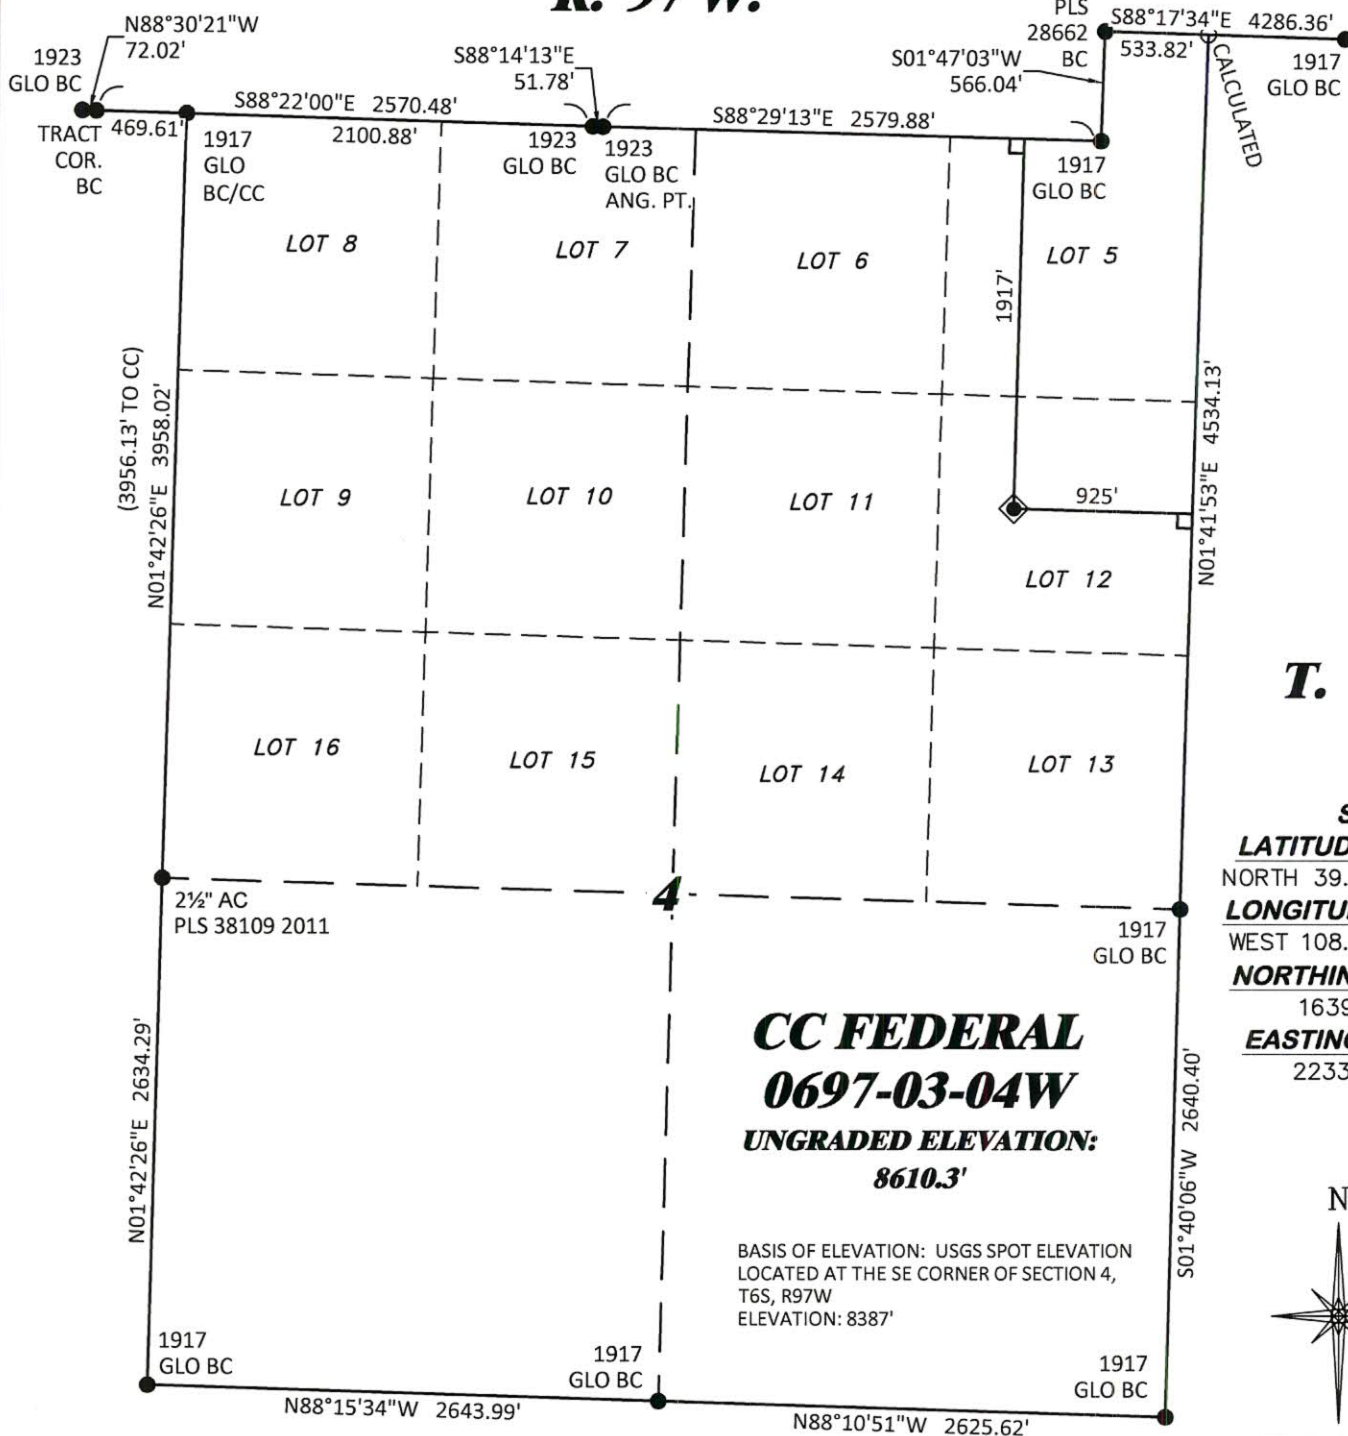 R. 97 W.
N88°30'21"W
72.02'
1923
GLO BC
TRACT
COR.
BC
469.61'
S88°22'00"E 2570.48'
2100.88'
1917
GLO
BC/CC
S88°14'13"E
51.78'
1923
GLO BC
1923
GLO BC
ANG. PT.
S88°29'13"E 2579.88'
S01°47'03"W
566.04'
PLS
28662
BC
S88°17'34"E 4286.36'
533.82'
1917
GLO BC
CALCULATED
1917
GLO BC
LOT 8
LOT 7
LOT 6
LOT 5
1917'
(3956.13' TO CC)
N01°42'26"E 3958.02'
N01°41'53"E 4534.13'
LOT 9
LOT 10
LOT 11
925'
LOT 12
LOT 16
LOT 15
LOT 14
LOT 13
T.
2½" AC
PLS 38109 2011
4
1917
GLO BC
S
LATITUD
NORTH 39.
LONGITU
WEST 108.
NORTHIN
1639
EASTING
2233
CC FEDERAL
0697-03-04W
UNGRADED ELEVATION:
8610.3'
BASIS OF ELEVATION: USGS SPOT ELEVATION
LOCATED AT THE SE CORNER OF SECTION 4,
T6S, R97W
ELEVATION: 8387'
N01°42'26"E 2634.29'
S01°40'06"W 2640.40'
N
1917
GLO BC
1917
GLO BC
1917
GLO BC
N88°15'34"W 2643.99'
N88°10'51"W 2625.62'